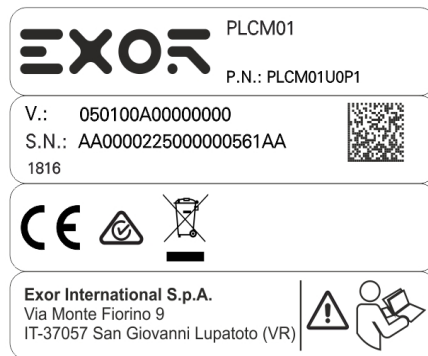 EXOR
PLCM01
P.N.: PLCM01U0P1
V.: 050100A00000000
S.N.: AA0000225000000561AA
1816
CE
Exor International S.p.A.
Via Monte Fiorino 9
IT-37057 San Giovanni Lupatoto (VR)